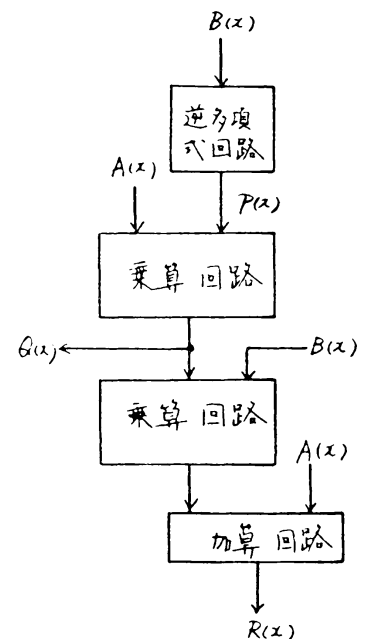 B(x)
逆多項
式回路
A(x)
P(x)
乗算回路
Q(x)
B(x)
乗算回路
A(x)
加算回路
R(x)